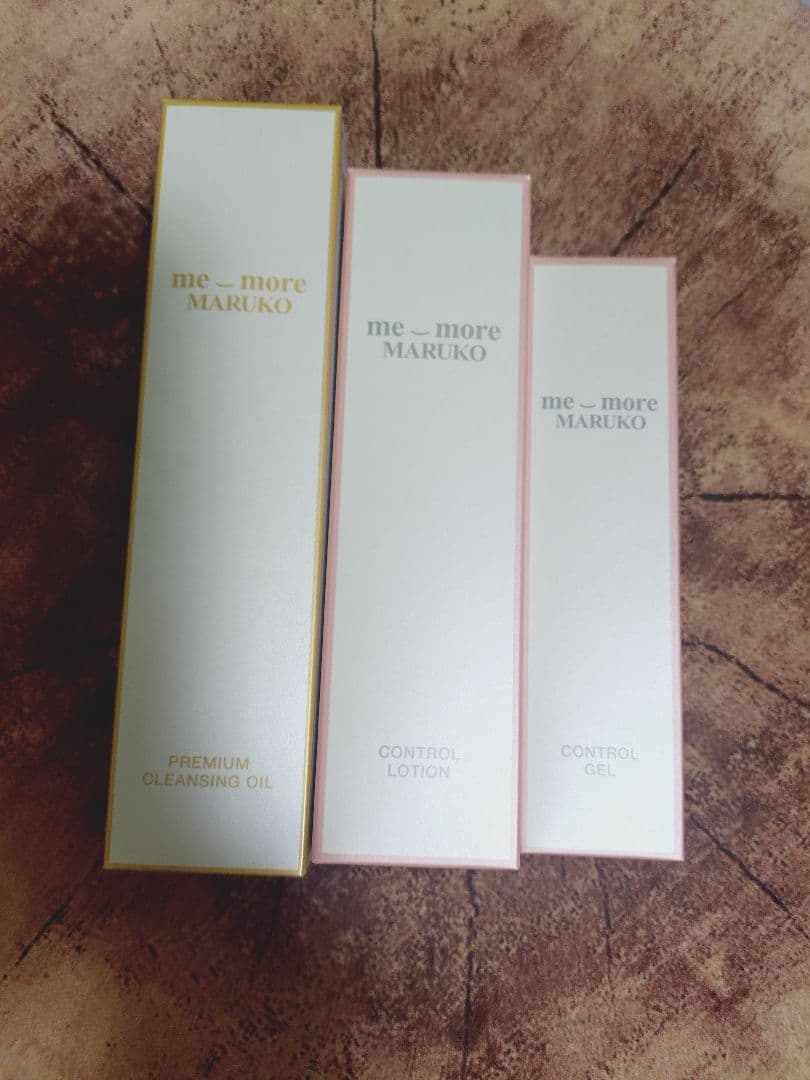 me ‿ more
MARUKO
PREMIUM
CLEANSING OIL
me ‿ more
MARUKO
CONTROL
LOTION
me ‿ more
MARUKO
CONTROL
GEL